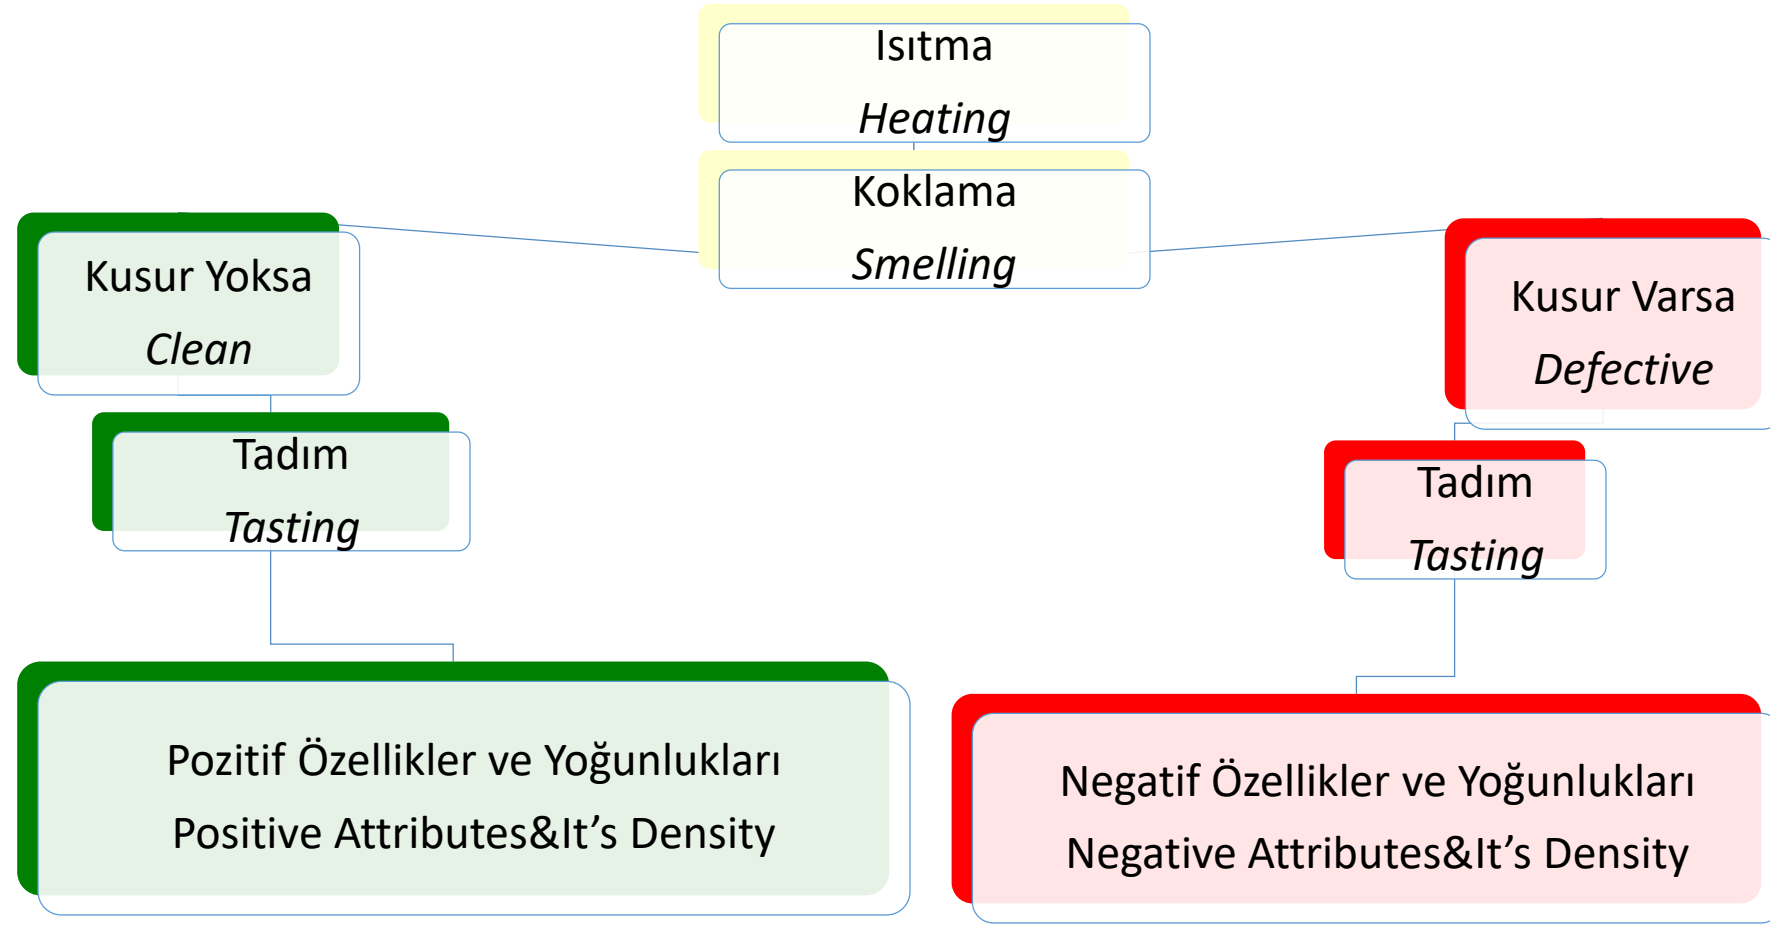 Isıtma
Heating
Koklama
Smelling
Kusur Yoksa
Clean
Kusur Varsa
Defective
Tadım
Tasting
Tadım
Tasting
Pozitif Özellikler ve Yoğunlukları
Positive Attributes&It’s Density
Negatif Özellikler ve Yoğunlukları
Negative Attributes&It’s Density